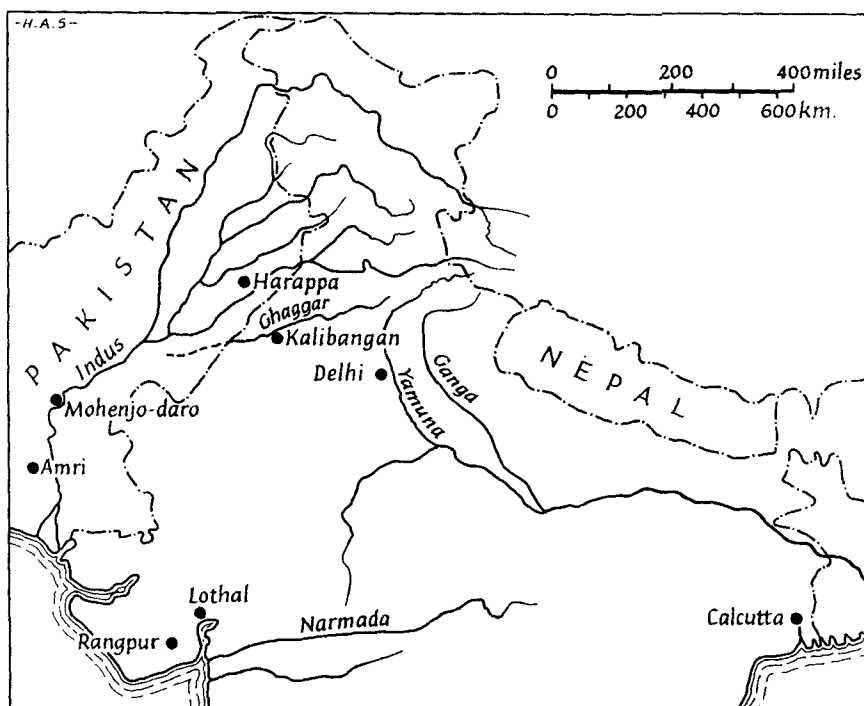 -H.A.S-
0 200 400 miles
0 200 400 600 km.
PAKISTAN
Harappa
Ghaggar
Kalibangan
Indus
Delhi
Ganga
NEPAL
Yamuna
Mohenjo-daro
Amri
Lothal
Narmada
Calcutta
Rangpur